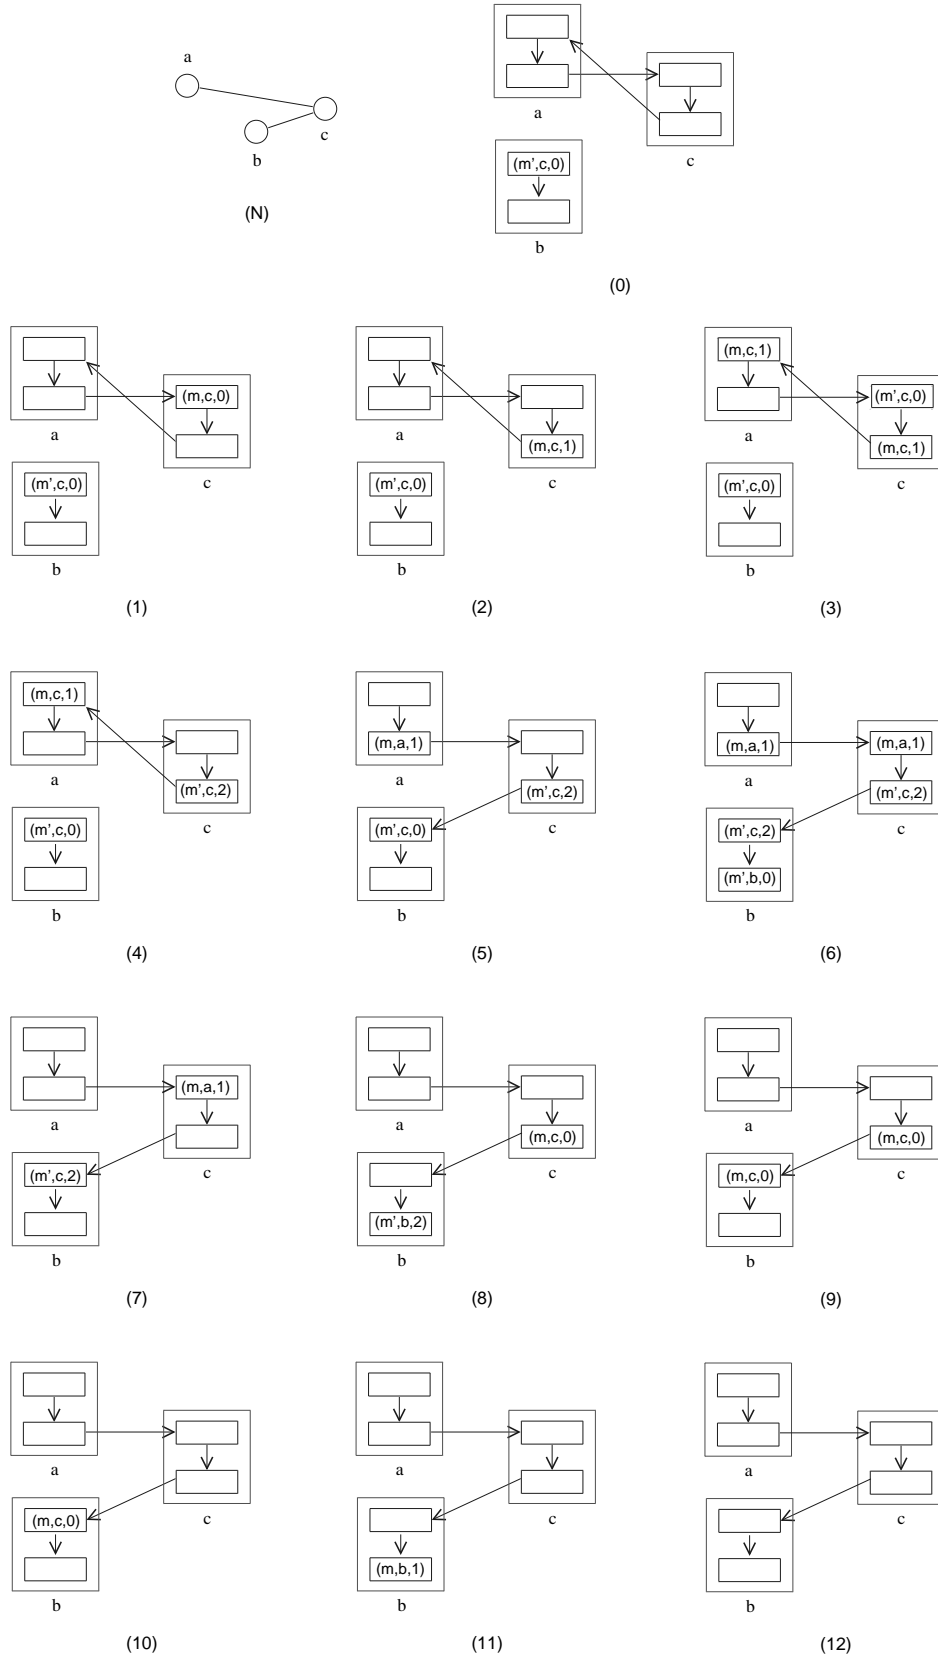 a
b
c
(N)
a
(m',c,0)
b
c
(0)
a
(m,c,0)
c
(m',c,0)
b
(1)
a
c
(m,c,1)
(m',c,0)
b
(2)
(m,c,1)
a
(m',c,0)
(m,c,1)
c
(m',c,0)
b
(3)
(m,c,1)
a
(m',c,2)
c
(m',c,0)
b
(4)
(m,a,1)
a
(m',c,2)
c
(m',c,0)
b
(5)
(m,a,1)
a
(m,a,1)
(m',c,2)
c
(m',c,2)
(m',b,0)
b
(6)
a
(m,a,1)
c
(m',c,2)
b
(7)
a
(m,c,0)
c
(m',b,2)
b
(8)
a
(m,c,0)
c
(m,c,0)
b
(9)
a
c
(m,c,0)
b
(10)
a
c
(m,b,1)
b
(11)
a
c
b
(12)